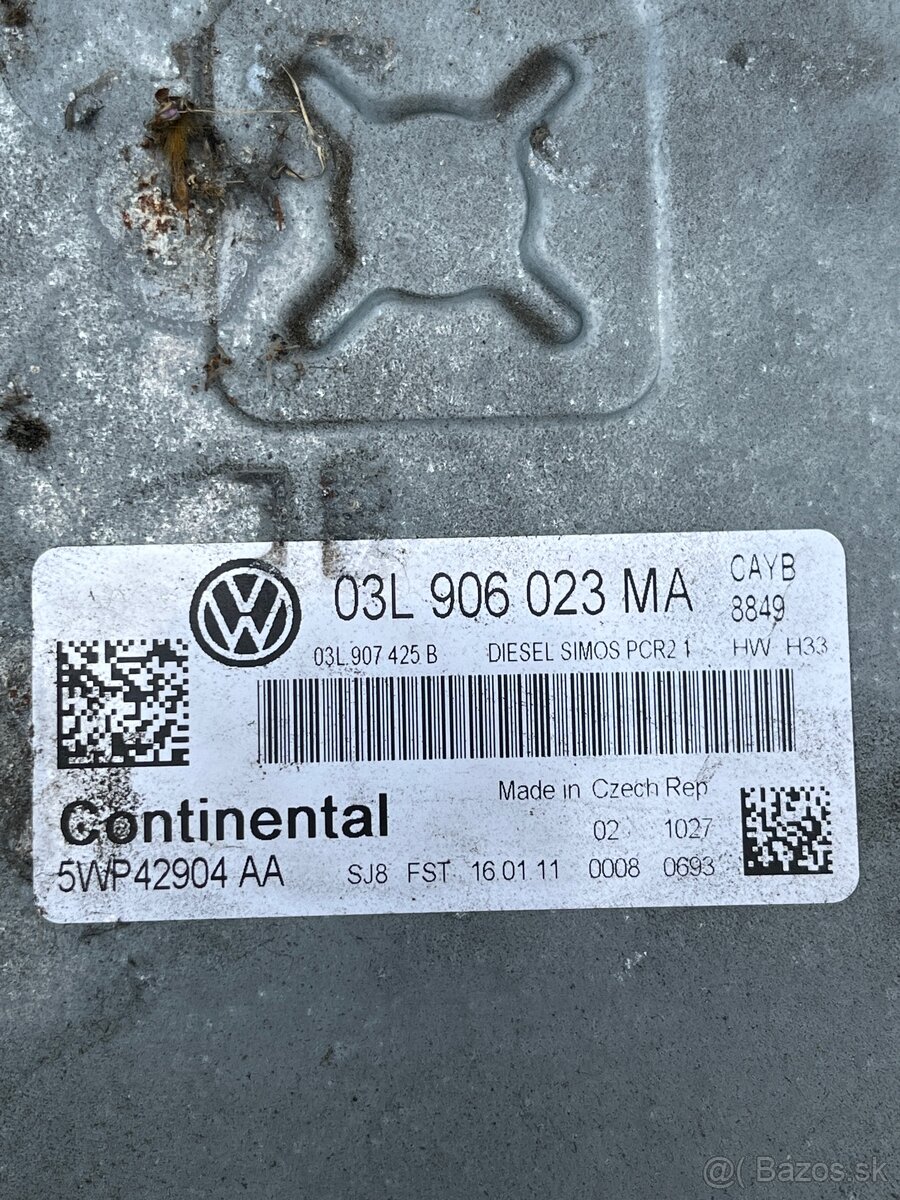 03L 906 023 MA
CAYB
8849
03L 907 425 B DIESEL SIMOS PCR2 1 HW H33
Made in Czech Rep
Continental
02 1027
5WP42904 AA SJ8 FST 16 01 11 0008 0693
@( Bazos.sk